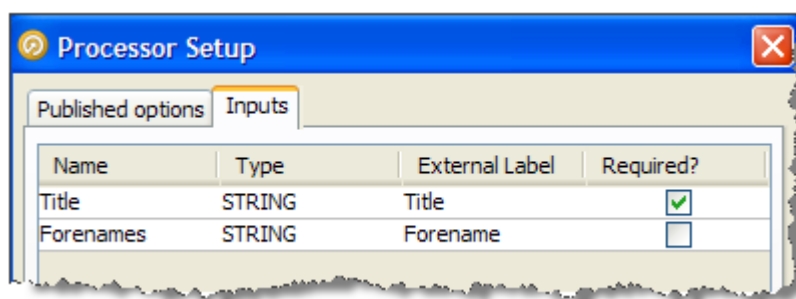 Processor Setup
Published options Inputs
Name Type External Label Required?
Title STRING Title
Forenames STRING Forename